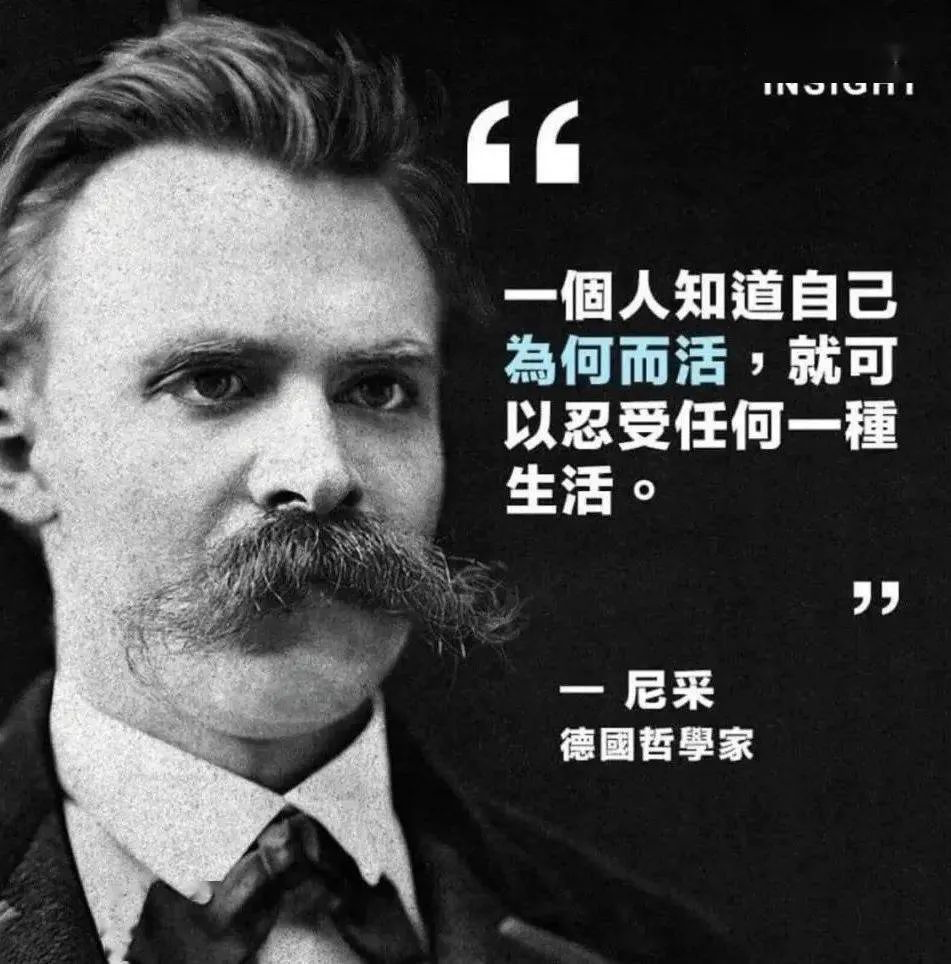 INSIGHT
“
一個人知道自己
為何而活，就可
以忍受任何一種
生活。
”
— 尼采
德國哲學家